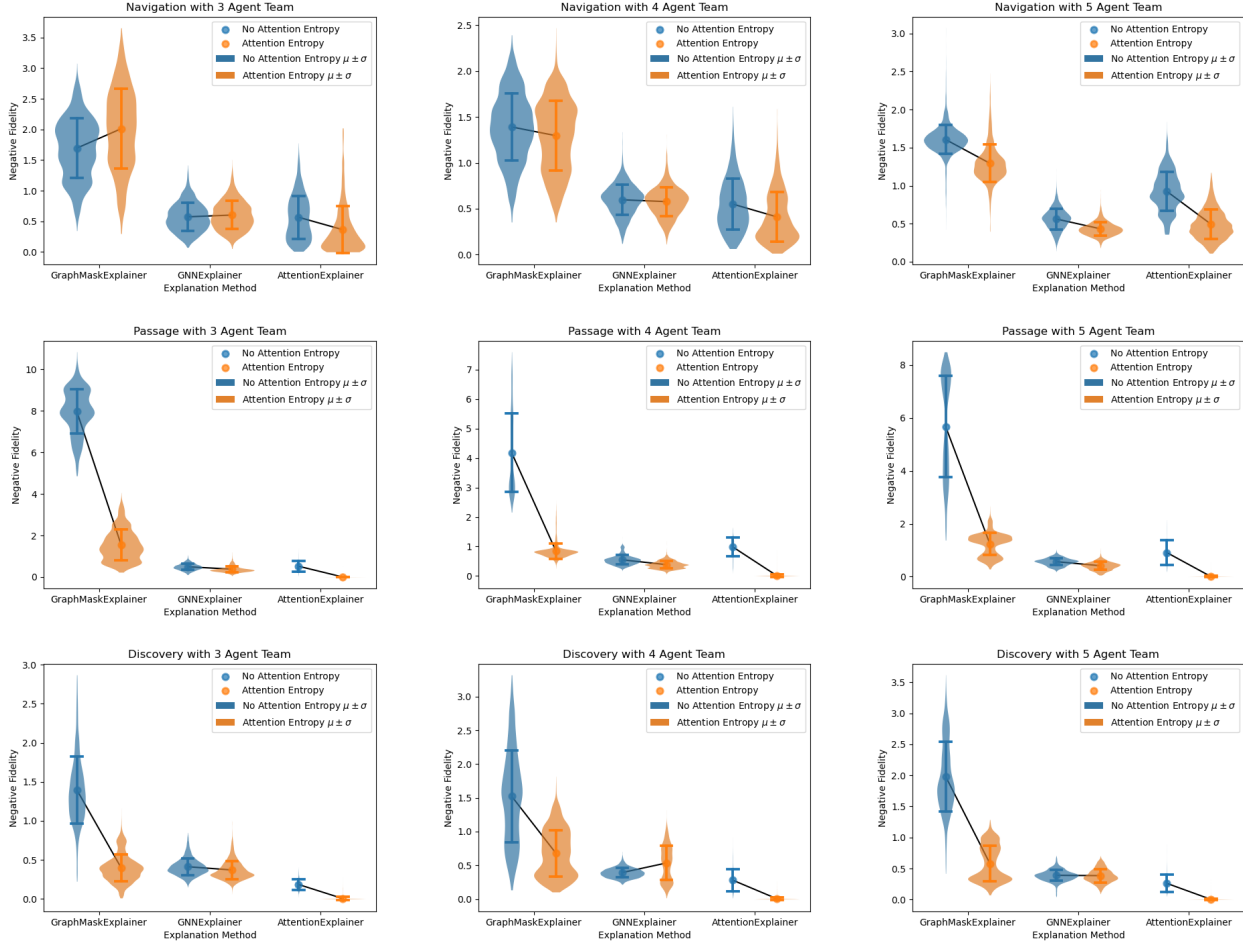 Navigation with 3 Agent Team
Negative Fidelity
3.5
3.0
2.5
2.0
1.5
1.0
0.5
0.0
No Attention Entropy
Attention Entropy
No Attention Entropy μ ± σ
Attention Entropy μ ± σ
GraphMaskExplainer GNNExplainer AttentionExplainer
Explanation Method
Navigation with 4 Agent Team
Negative Fidelity
2.5
2.0
1.5
1.0
0.5
0.0
No Attention Entropy
Attention Entropy
No Attention Entropy μ ± σ
Attention Entropy μ ± σ
GraphMaskExplainer GNNExplainer AttentionExplainer
Explanation Method
Navigation with 5 Agent Team
Negative Fidelity
3.0
2.5
2.0
1.5
1.0
0.5
0.0
No Attention Entropy
Attention Entropy
No Attention Entropy μ ± σ
Attention Entropy μ ± σ
GraphMaskExplainer GNNExplainer AttentionExplainer
Explanation Method
Passage with 3 Agent Team
Negative Fidelity
10
8
6
4
2
0
No Attention Entropy
Attention Entropy
No Attention Entropy μ ± σ
Attention Entropy μ ± σ
GraphMaskExplainer GNNExplainer AttentionExplainer
Explanation Method
Passage with 4 Agent Team
Negative Fidelity
7
6
5
4
3
2
1
0
No Attention Entropy
Attention Entropy
No Attention Entropy μ ± σ
Attention Entropy μ ± σ
GraphMaskExplainer GNNExplainer AttentionExplainer
Explanation Method
Passage with 5 Agent Team
Negative Fidelity
8
6
4
2
0
No Attention Entropy
Attention Entropy
No Attention Entropy μ ± σ
Attention Entropy μ ± σ
GraphMaskExplainer GNNExplainer AttentionExplainer
Explanation Method
Discovery with 3 Agent Team
Negative Fidelity
3.0
2.5
2.0
1.5
1.0
0.5
0.0
No Attention Entropy
Attention Entropy
No Attention Entropy μ ± σ
Attention Entropy μ ± σ
GraphMaskExplainer GNNExplainer AttentionExplainer
Explanation Method
Discovery with 4 Agent Team
Negative Fidelity
3.0
2.5
2.0
1.5
1.0
0.5
0.0
No Attention Entropy
Attention Entropy
No Attention Entropy μ ± σ
Attention Entropy μ ± σ
GraphMaskExplainer GNNExplainer AttentionExplainer
Explanation Method
Discovery with 5 Agent Team
Negative Fidelity
3.5
3.0
2.5
2.0
1.5
1.0
0.5
0.0
No Attention Entropy
Attention Entropy
No Attention Entropy μ ± σ
Attention Entropy μ ± σ
GraphMaskExplainer GNNExplainer AttentionExplainer
Explanation Method